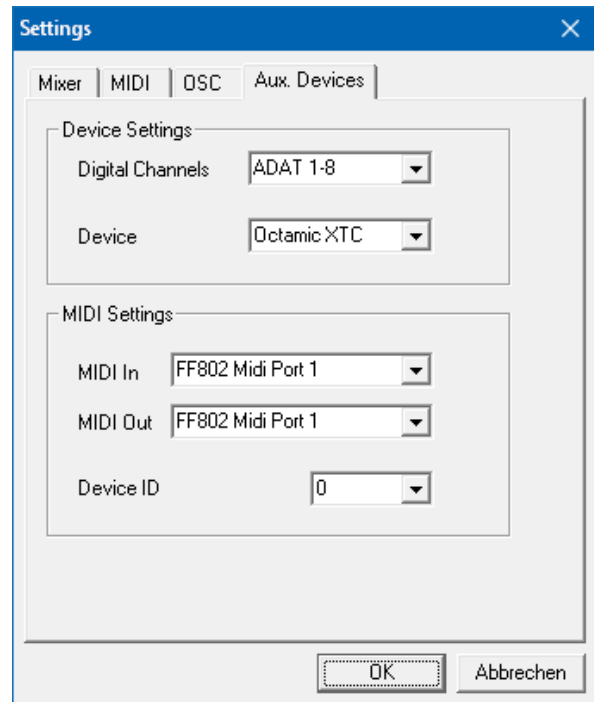 Settings
Mixer MIDI OSC Aux. Devices
Device Settings
Digital Channels ADAT 1-8
Device Octamic XTC
MIDI Settings
MIDI In FF802 Midi Port 1
MIDI Out FF802 Midi Port 1
Device ID 0
OK Abbrechen